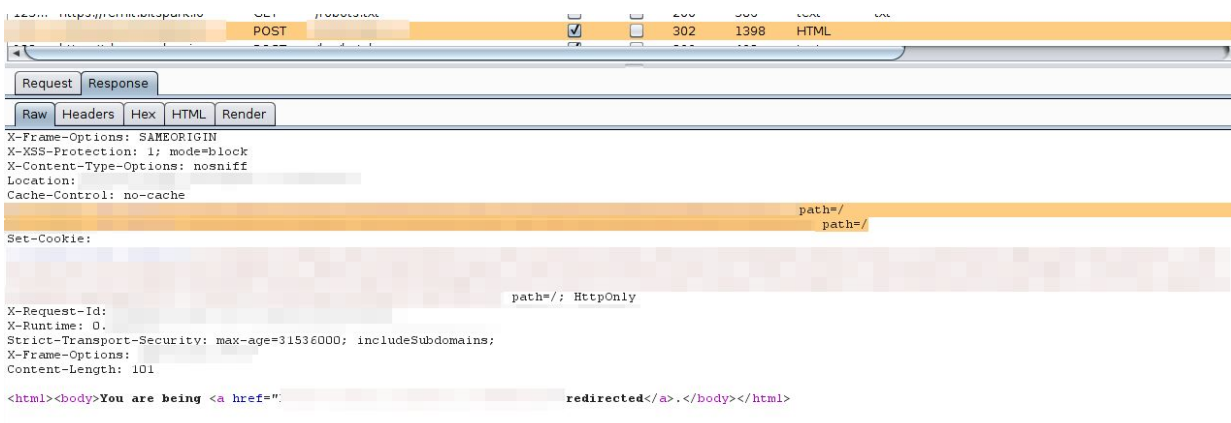 POST 302 1398 HTML
Request Response
Raw Headers Hex HTML Render
X-Frame-Options: SAMEORIGIN
X-XSS-Protection: 1; mode=block
X-Content-Type-Options: nosniff
Location:
Cache-Control: no-cache
path=/
path=/
Set-Cookie:
path=/; HttpOnly
X-Request-Id:
X-Runtime: 0.
Strict-Transport-Security: max-age=31536000; includeSubdomains;
X-Frame-Options:
Content-Length: 101
<html><body>You are being <a href=" redirected</a>.</body></html>